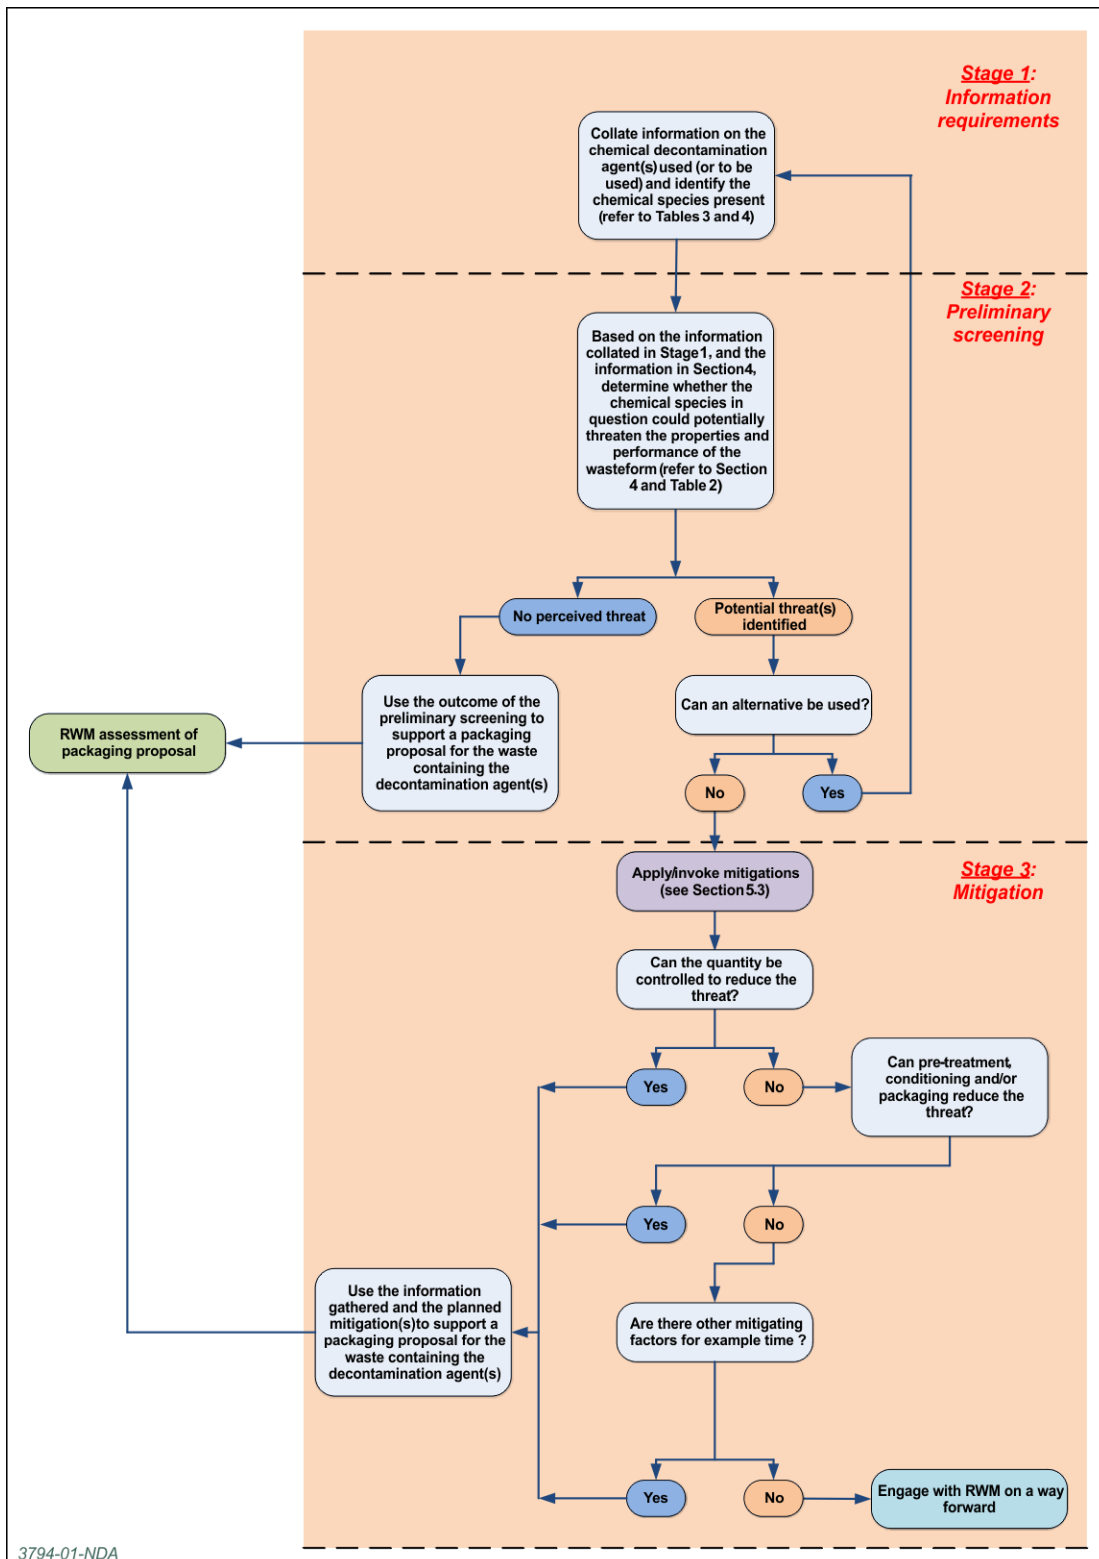 Stage 1:
Information
requirements
Collate information on the
chemical decontamination
agent(s) used (or to be
used) and identify the
chemical species present
(refer to Tables 3 and 4)
Stage 2:
Preliminary
screening
Based on the information
collated in Stage 1, and the
information in Section 4,
determine whether the
chemical species in
question could potentially
threaten the properties and
performance of the
wasteform (refer to Section
4 and Table 2)
No perceived threat
Potential threat(s)
identified
Use the outcome of the
preliminary screening to
support a packaging
proposal for the waste
containing the
decontamination agent(s)
Can an alternative be used?
RWM assessment of
packaging proposal
No
Yes
Stage 3:
Mitigation
Apply/invoke mitigations
(see Section 5.3)
Can the quantity be
controlled to reduce the
threat?
Yes
No
Can pre-treatment,
conditioning and/or
packaging reduce the
threat?
Yes
No
Use the information
gathered and the planned
mitigation(s)to support a
packaging proposal for the
waste containing the
decontamination agent(s)
Are there other mitigating
factors for example time ?
Yes
No
Engage with RWM on a way
forward
3794-01-NDA